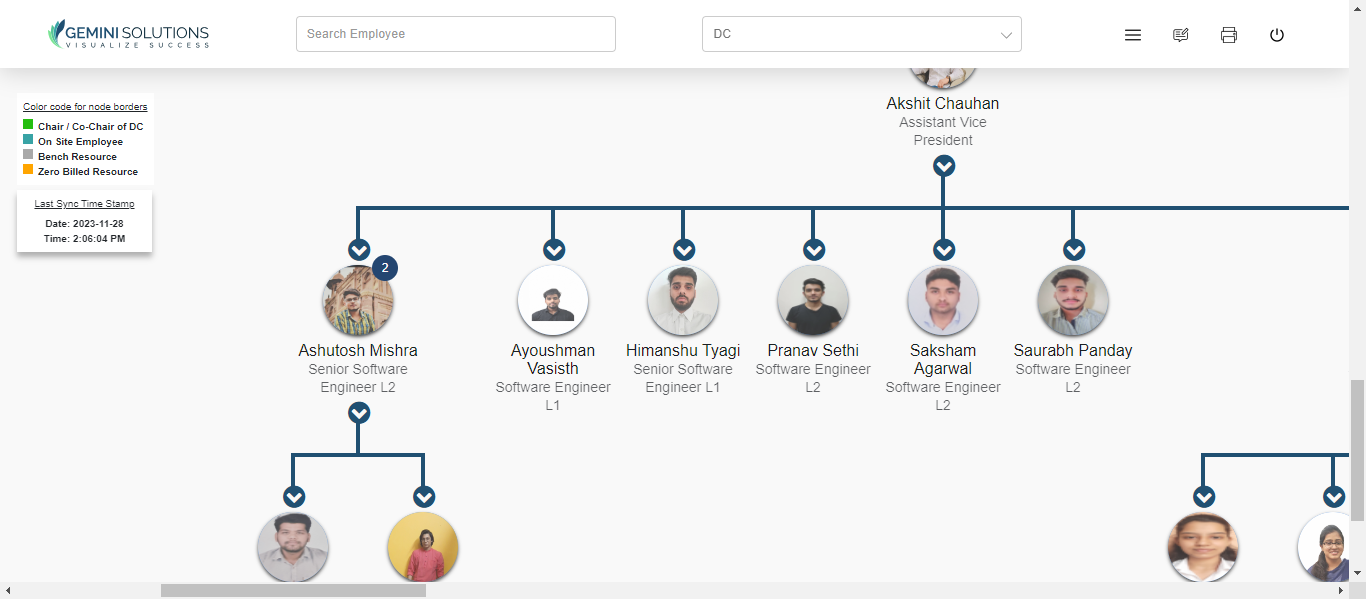 GEMINI SOLUTIONS
VISUALIZE SUCCESS
Search Employee
DC
Color code for node borders
Chair / Co-Chair of DC
On Site Employee
Bench Resource
Zero Billed Resource
Last Sync Time Stamp
Date: 2023-11-28
Time: 2:06:04 PM
Akshit Chauhan
Assistant Vice
President
2
Ashutosh Mishra
Senior Software
Engineer L2
Ayoushman
Vasisth
Software Engineer
L1
Himanshu Tyagi
Senior Software
Engineer L1
Pranav Sethi
Software Engineer
L2
Saksham
Agarwal
Software Engineer
L2
Saurabh Panday
Software Engineer
L2